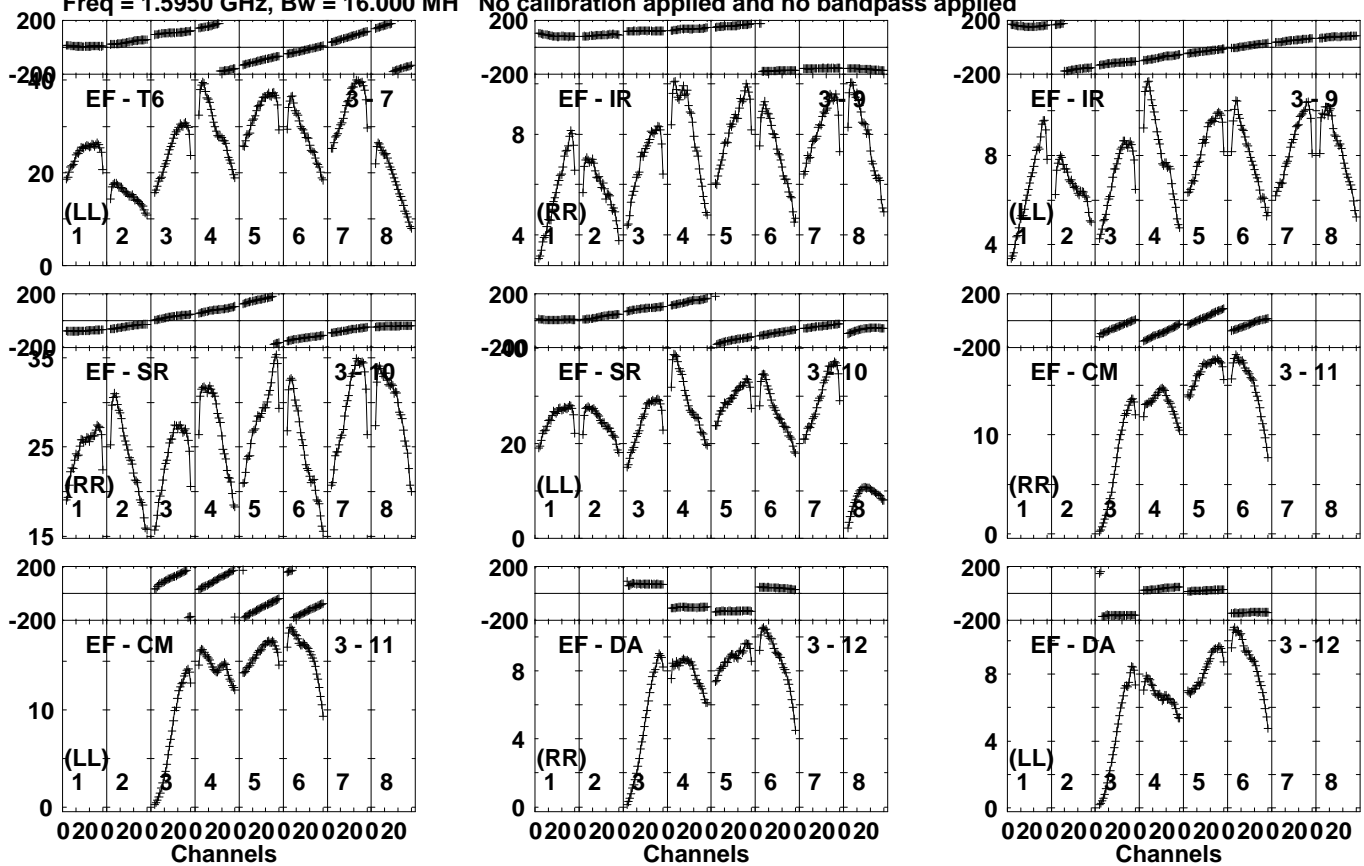 Freq = 1.5950 GHz, Bw = 16.000 MH No calibration applied and no bandpass applied
200
-200
40
20
0
EF - T6
3 - 7
(LL)
1 2 3 4 5 6 7 8
200
-200
8
4
EF - IR
3 - 9
(RR)
1 2 3 4 5 6 7 8
200
-200
8
4
EF - IR
3 - 9
(LL)
1 2 3 4 5 6 7 8
200
-200
35
25
15
EF - SR
3 - 10
(RR)
1 2 3 4 5 6 7 8
200
-200
40
20
0
EF - SR
3 - 10
(LL)
1 2 3 4 5 6 7 8
200
-200
10
0
EF - CM
3 - 11
(RR)
1 2 3 4 5 6 7 8
200
-200
10
0
EF - CM
3 - 11
(LL)
1 2 3 4 5 6 7 8
0 20 0 20 0 20 0 20 0 20 0 20 0 20 0 20
Channels
200
-200
8
4
0
EF - DA
3 - 12
(RR)
1 2 3 4 5 6 7 8
0 20 0 20 0 20 0 20 0 20 0 20 0 20 0 20
Channels
200
-200
8
4
0
EF - DA
3 - 12
(LL)
1 2 3 4 5 6 7 8
0 20 0 20 0 20 0 20 0 20 0 20 0 20 0 20
Channels